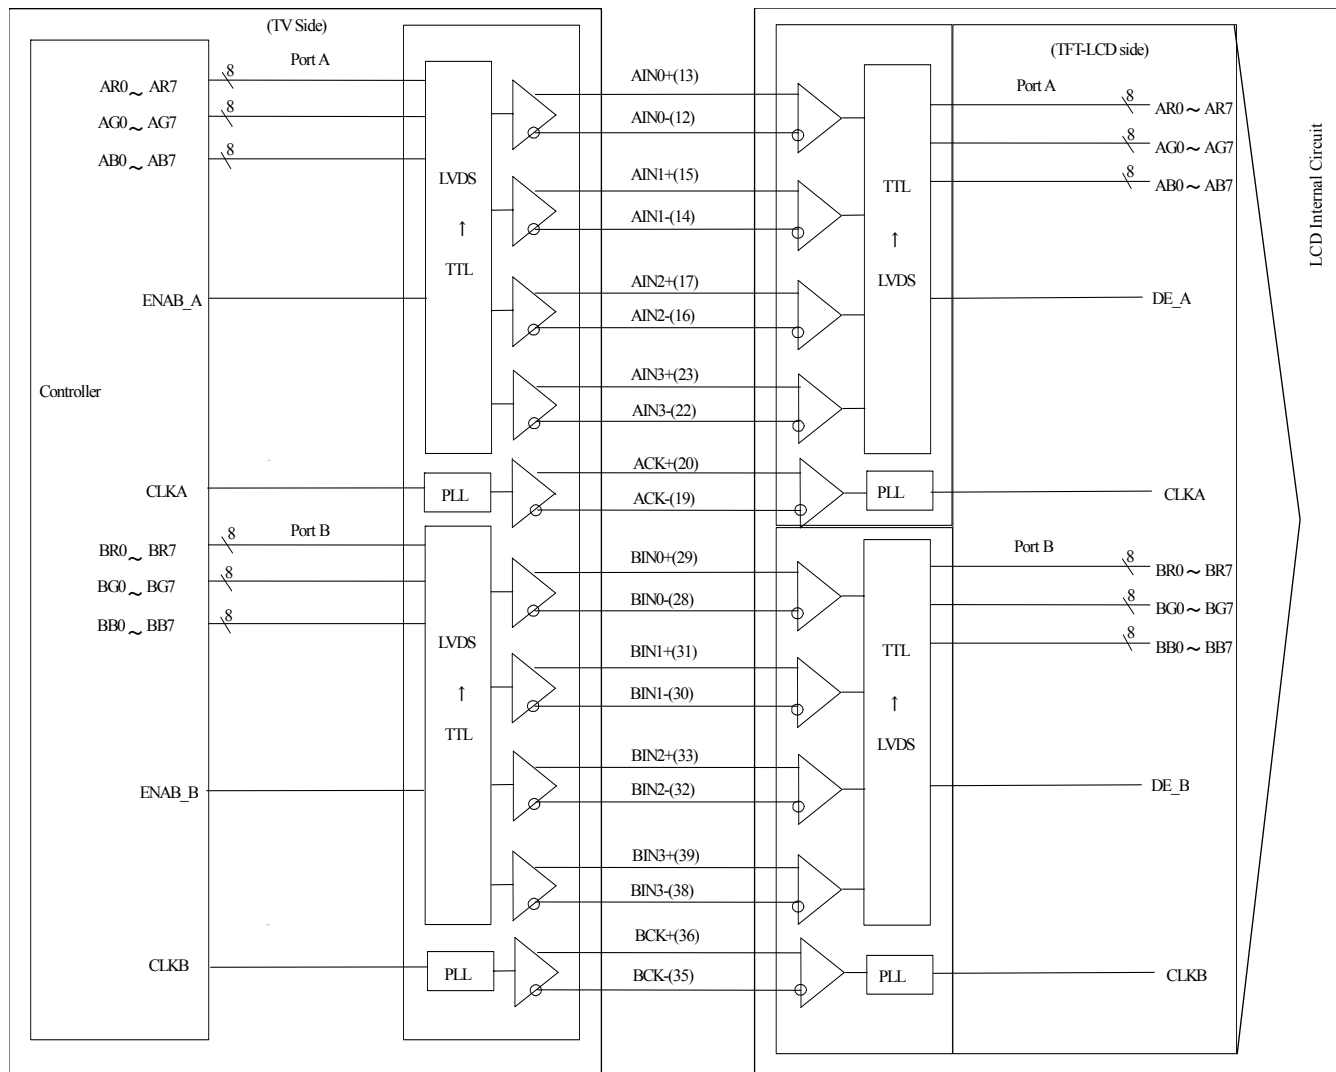 (TV Side)
(TFT-LCD side)
LCD Internal Circuit
Controller
Port A
AR0~AR7
8
AG0~AG7
8
AB0~AB7
8
ENAB_A
CLKA
Port B
BR0~BR7
8
BG0~BG7
8
BB0~BB7
8
ENAB_B
CLKB
LVDS
↑
TTL
PLL
LVDS
↑
TTL
PLL
AIN0+(13)
AIN0-(12)
AIN1+(15)
AIN1-(14)
AIN2+(17)
AIN2-(16)
AIN3+(23)
AIN3-(22)
ACK+(20)
ACK-(19)
BIN0+(29)
BIN0-(28)
BIN1+(31)
BIN1-(30)
BIN2+(33)
BIN2-(32)
BIN3+(39)
BIN3-(38)
BCK+(36)
BCK-(35)
TTL
↑
LVDS
PLL
TTL
↑
LVDS
PLL
Port A
8
AR0~AR7
8
AG0~AG7
8
AB0~AB7
DE_A
CLKA
Port B
8
BR0~BR7
8
BG0~BG7
8
BB0~BB7
DE_B
CLKB